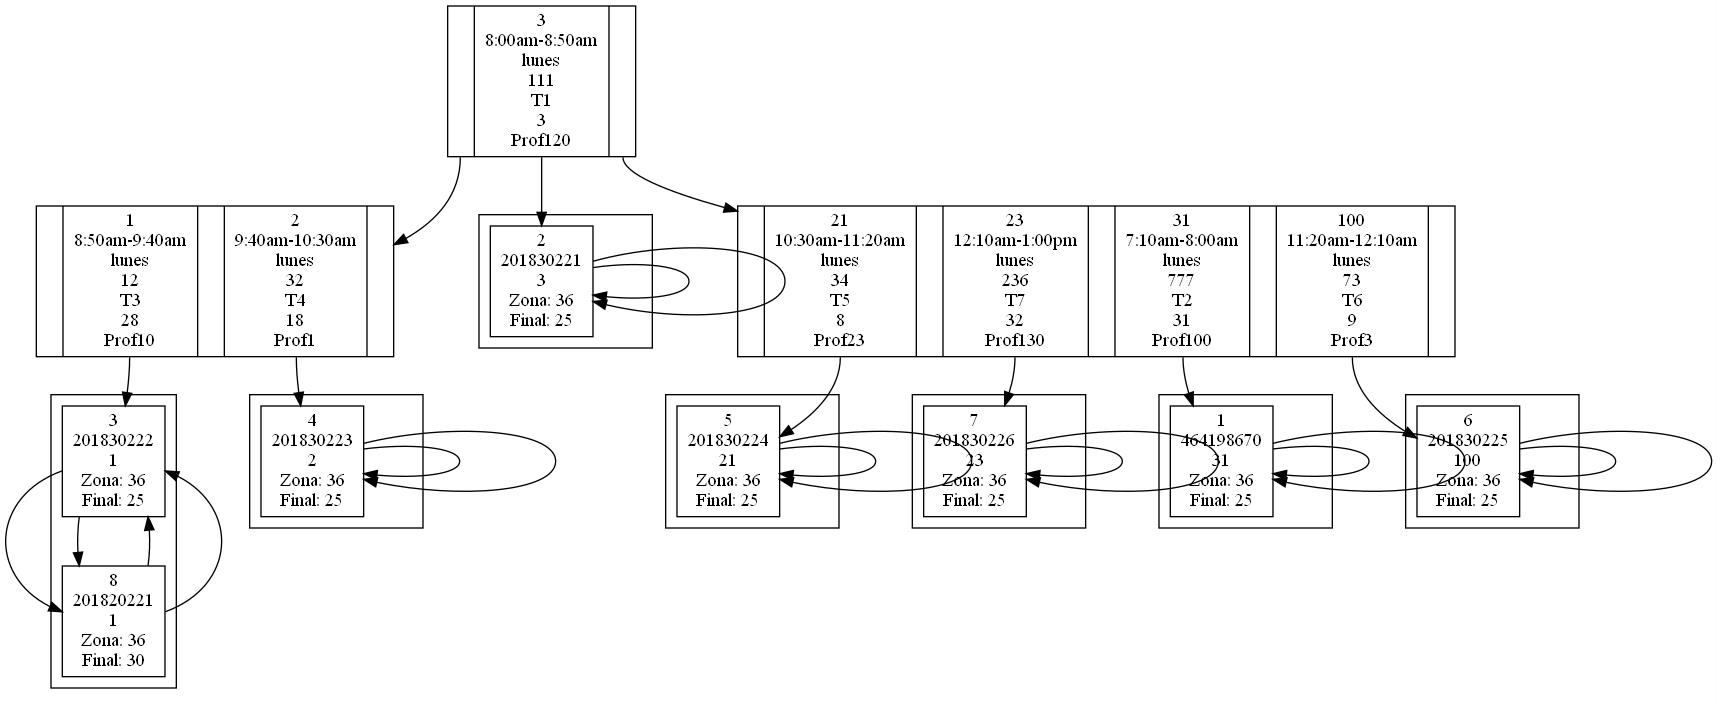 3
8:00am-8:50am
lunes
111
T1
3
Prof120
1
8:50am-9:40am
lunes
12
T3
28
Prof10
2
9:40am-10:30am
lunes
32
T4
18
Prof1
2
201830221
3
Zona: 36
Final: 25
21
10:30am-11:20am
lunes
34
T5
8
Prof23
23
12:10am-1:00pm
lunes
236
T7
32
Prof130
31
7:10am-8:00am
lunes
777
T2
31
Prof100
100
11:20am-12:10am
lunes
73
T6
9
Prof3
3
201830222
1
Zona: 36
Final: 25
4
201830223
2
Zona: 36
Final: 25
5
201830224
21
Zona: 36
Final: 25
7
201830226
23
Zona: 36
Final: 25
1
464198670
31
Zona: 36
Final: 25
6
201830225
100
Zona: 36
Final: 25
8
201820221
1
Zona: 36
Final: 30